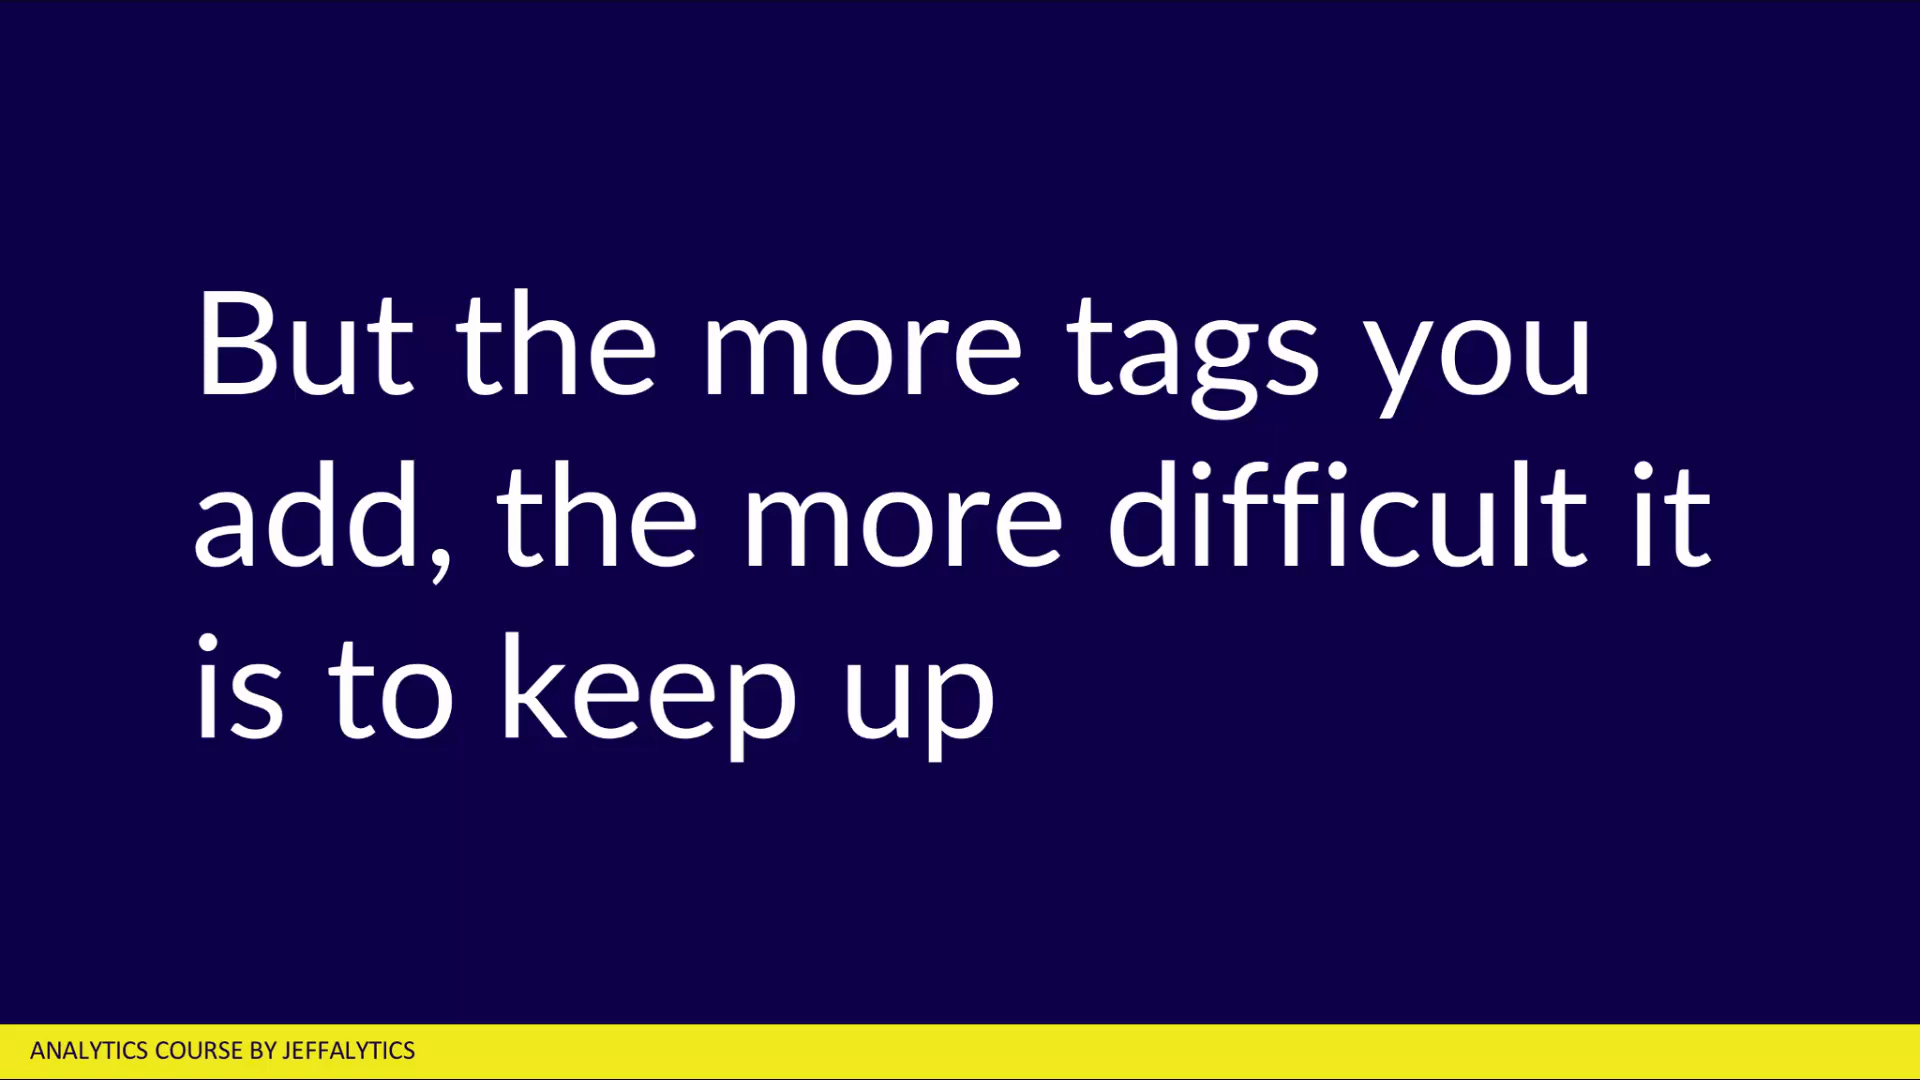 But the more tags you
add, the more difficult it
is to keep up
ANALYTICS COURSE BY JEFFALYTICS